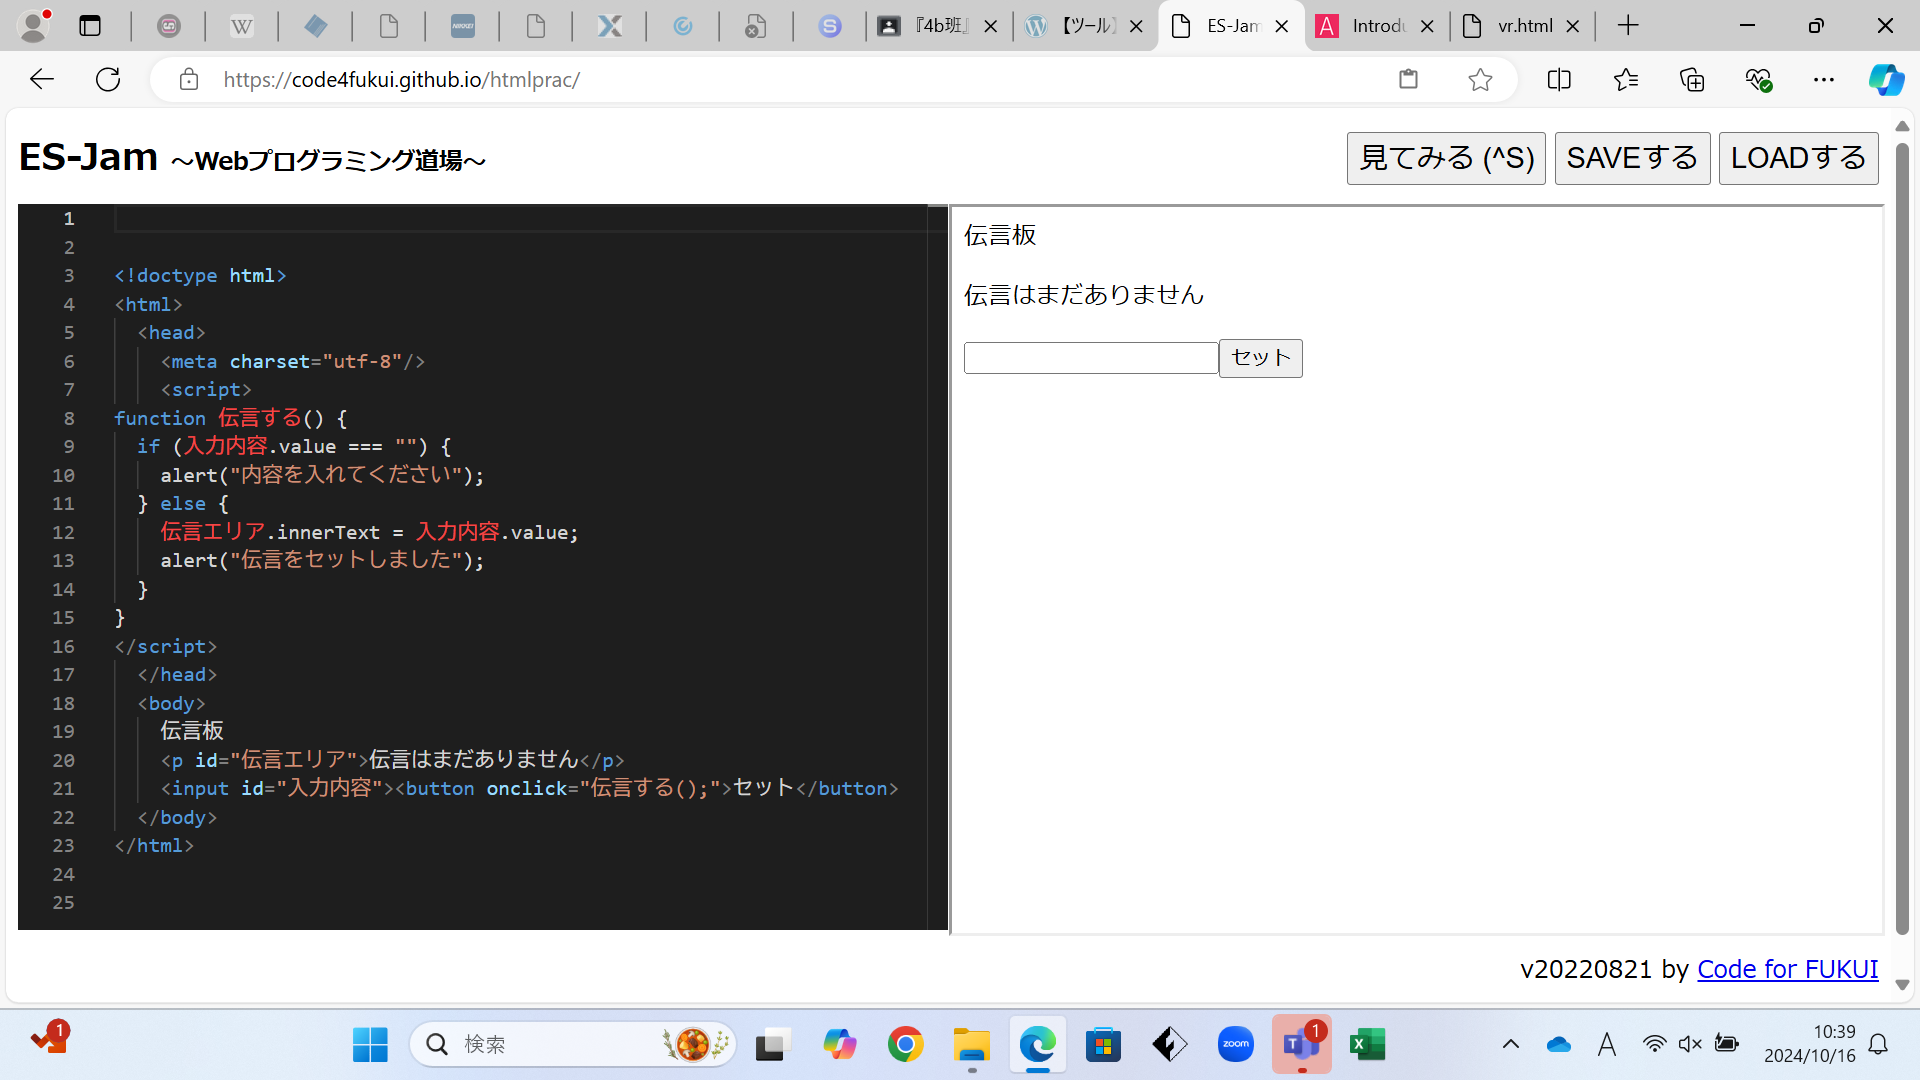 『4b班』
【ツール】
ES-Jam
Introdu
vr.html
https://code4fukui.github.io/htmlprac/
ES-Jam 〜Webプログラミング道場〜
見てみる (^S)
SAVEする
LOADする
1
2
3 <!doctype html>
4 <html>
5 <head>
6 <meta charset="utf-8"/>
7 <script>
8 function 伝言する() {
9 if (入力内容.value === "") {
10 alert("内容を入れてください");
11 } else {
12 伝言エリア.innerText = 入力内容.value;
13 alert("伝言をセットしました");
14 }
15 }
16 </script>
17 </head>
18 <body>
19 伝言板
20 <p id="伝言エリア">伝言はまだありません</p>
21 <input id="入力内容"><button onclick="伝言する();">セット</button>
22 </body>
23 </html>
24
25
伝言板
伝言はまだありません
セット
v20220821 by Code for FUKUI
1
検索
zoom
1
A
10:39
2024/10/16